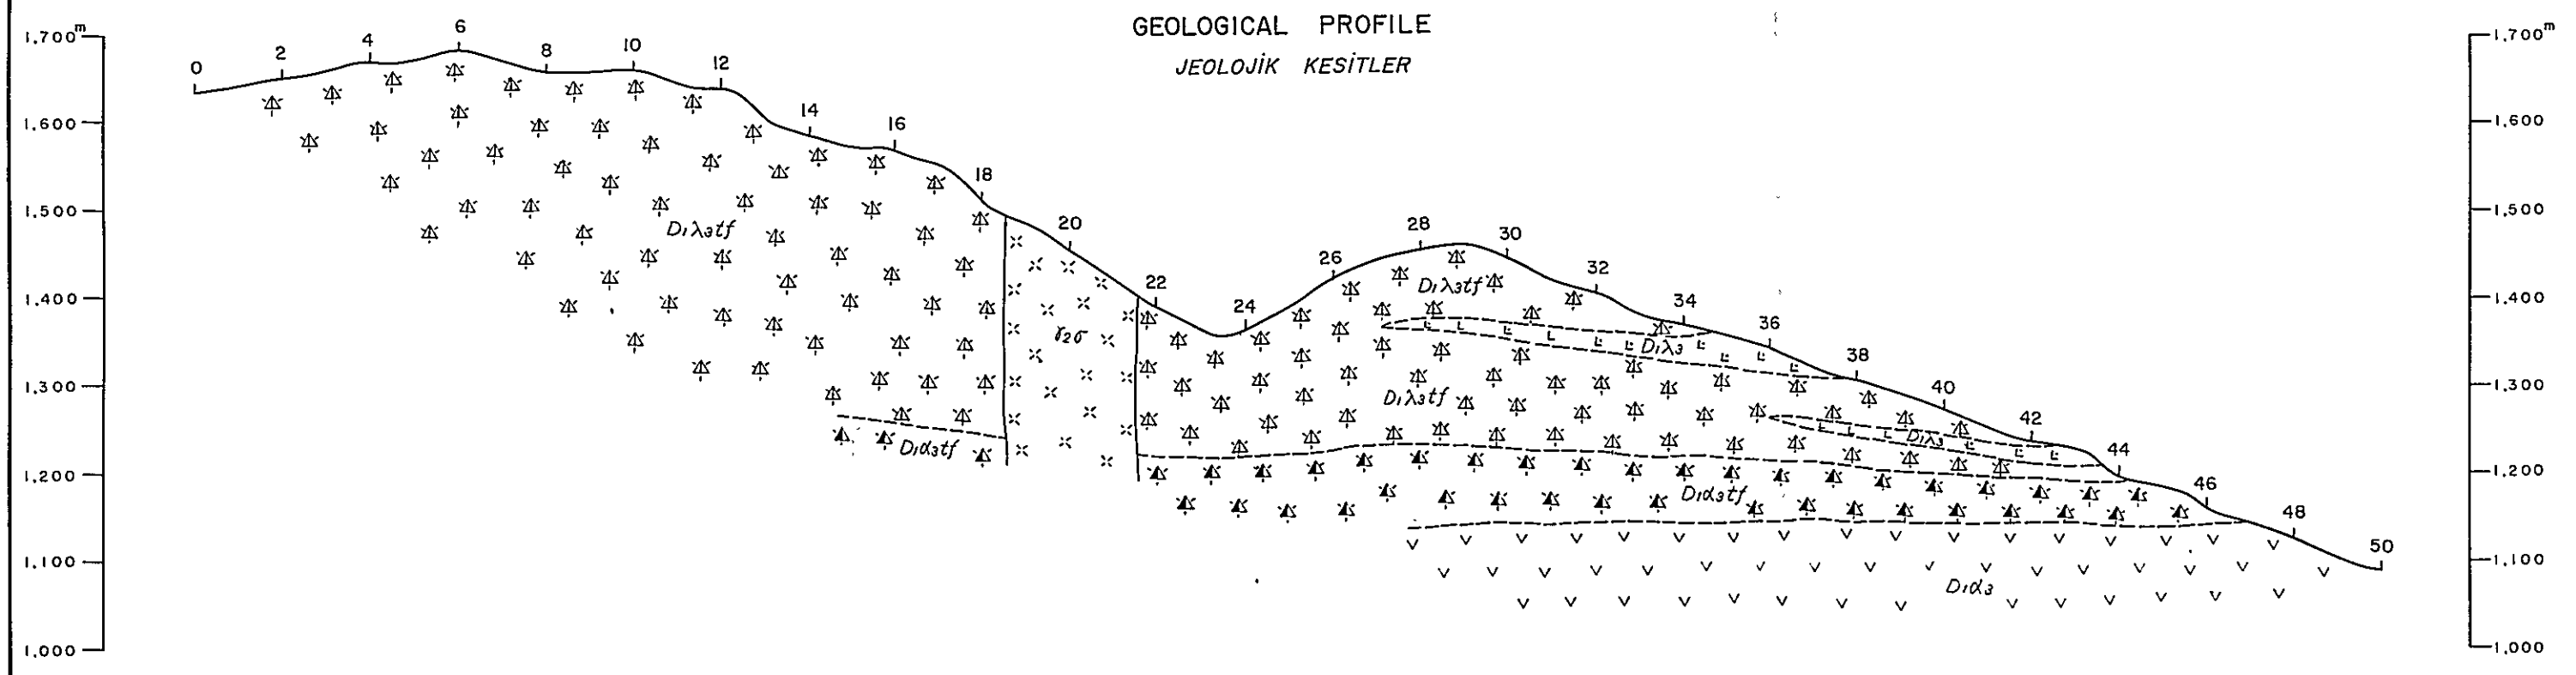 GEOLOGICAL PROFILE
JEOLOJİK KESİTLER
1,700m
1,600
1,500
1,400
1,300
1,200
1,100
1,000
0 2 4 6 8 10 12 14 16 18 20 22 24 26 28 30 32 34 36 38 40 42 44 46 48 50
D1λ3tf
D1α3tf
γ2σ
D1λ3tf
D1λ3
D1λ3tf
D1λ3
D1α3tf
D1α3
1,700m
1,600
1,500
1,400
1,300
1,200
1,100
1,000